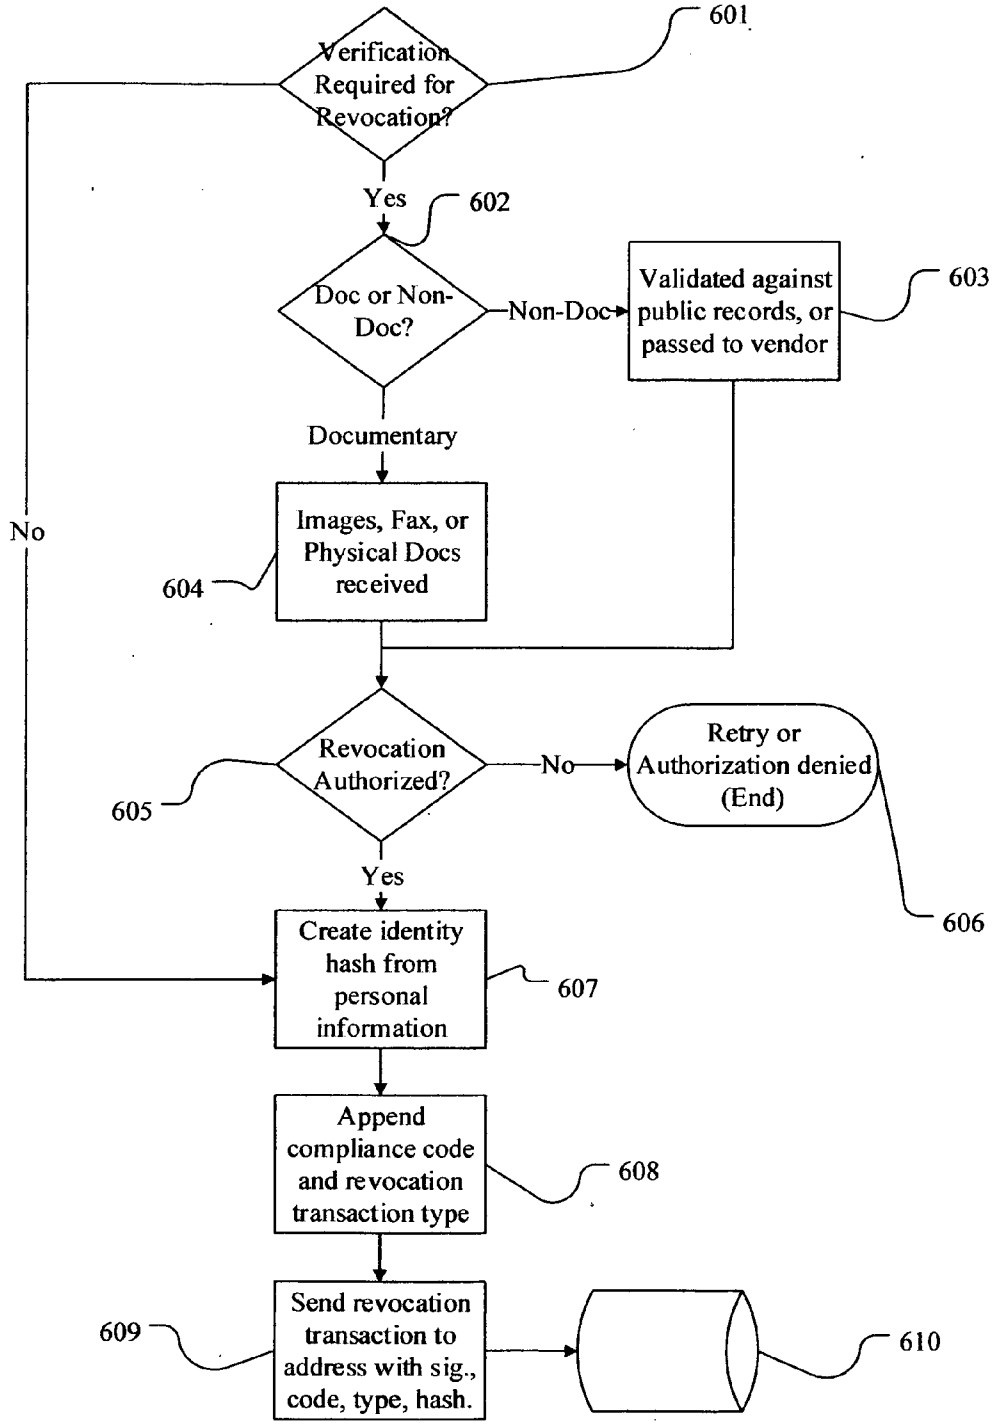 601
Verification
Required for
Revocation?
Yes
602
Doc or Non-
Doc?
Non-Doc
Validated against
public records, or
passed to vendor
603
Documentary
No
Images, Fax, or
Physical Docs
received
604
Revocation
Authorized?
605
No
Retry or
Authorization denied
(End)
606
Yes
Create identity
hash from
personal
information
607
Append
compliance code
and revocation
transaction type
608
Send revocation
transaction to
address with sig.,
code, type, hash.
609
610